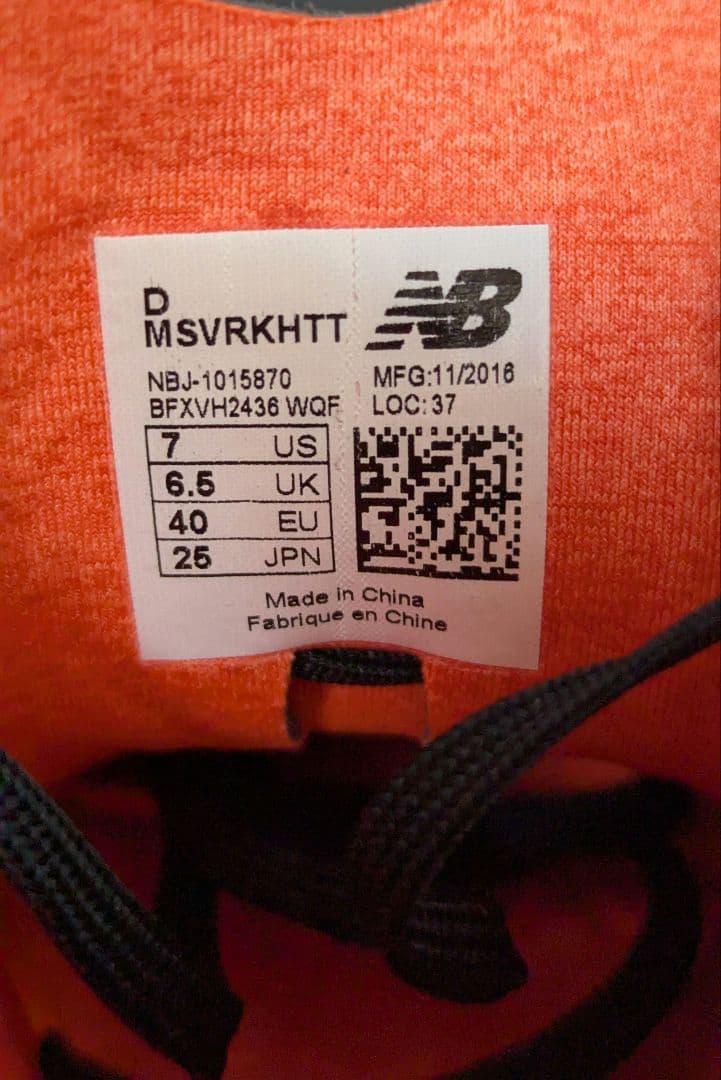 D
MSVRKHTT
NB
NBJ-1015870
BFXVH2436 WQF
MFG:11/2016
LOC: 37
7 US
6.5 UK
40 EU
25 JPN
Made in China
Fabrique en Chine